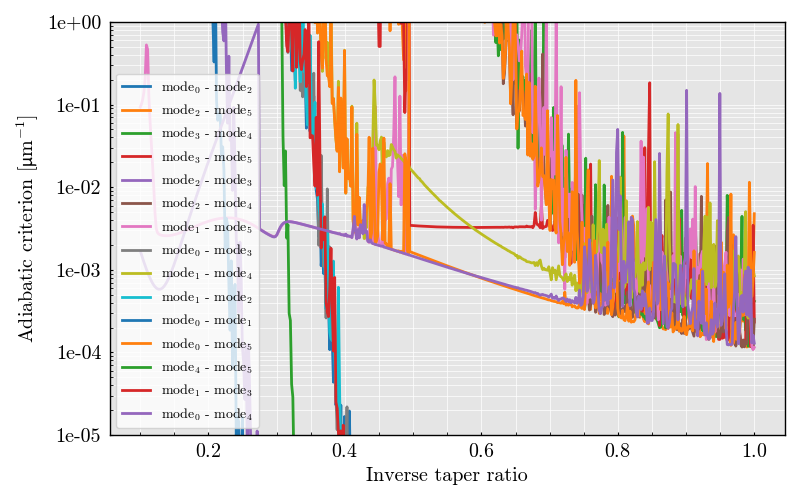 1e+00
1e-01
1e-02
1e-03
1e-04
1e-05
Adiabatic criterion [μm⁻¹]
mode₀ - mode₂
mode₂ - mode₅
mode₃ - mode₄
mode₃ - mode₅
mode₂ - mode₃
mode₂ - mode₄
mode₁ - mode₅
mode₀ - mode₃
mode₁ - mode₄
mode₁ - mode₂
mode₀ - mode₁
mode₀ - mode₅
mode₄ - mode₅
mode₁ - mode₃
mode₀ - mode₄
0.2 0.4 0.6 0.8 1.0
Inverse taper ratio